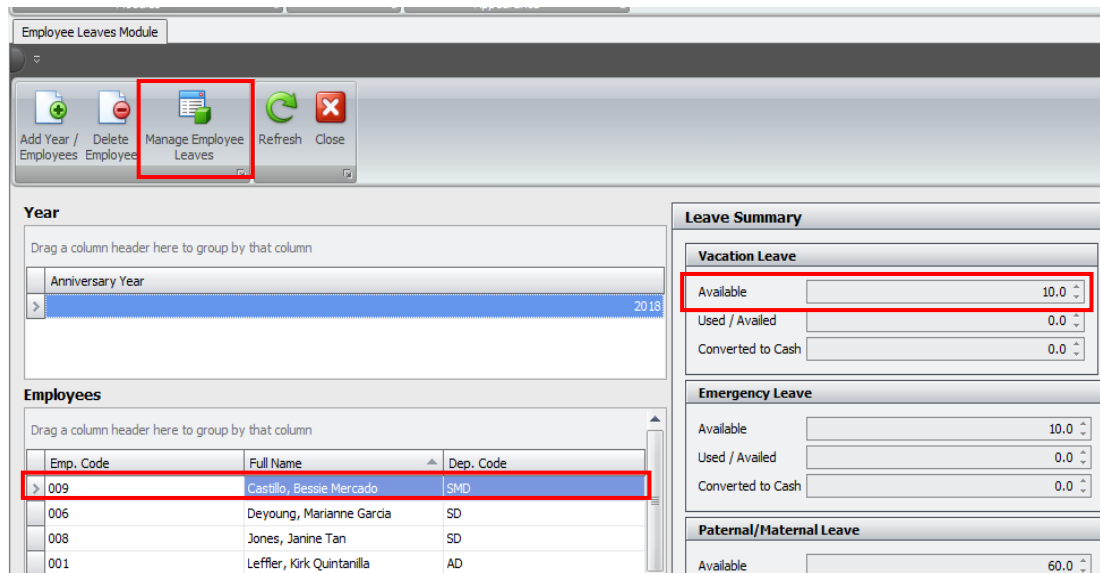 Employee Leaves Module
Add Year / Employees
Delete Employee
Manage Employee Leaves
Refresh
Close
Year
Drag a column header here to group by that column
Anniversary Year
2018
Employees
Drag a column header here to group by that column
Emp. Code Full Name Dep. Code
009 Castillo, Bessie Mercado SMD
006 Deyoung, Marianne Garcia SD
008 Jones, Janine Tan SD
001 Leffler, Kirk Quintanilla AD
Leave Summary
Vacation Leave
Available 10.0
Used / Availed 0.0
Converted to Cash 0.0
Emergency Leave
Available 10.0
Used / Availed 0.0
Converted to Cash 0.0
Paternal/Maternal Leave
Available 60.0